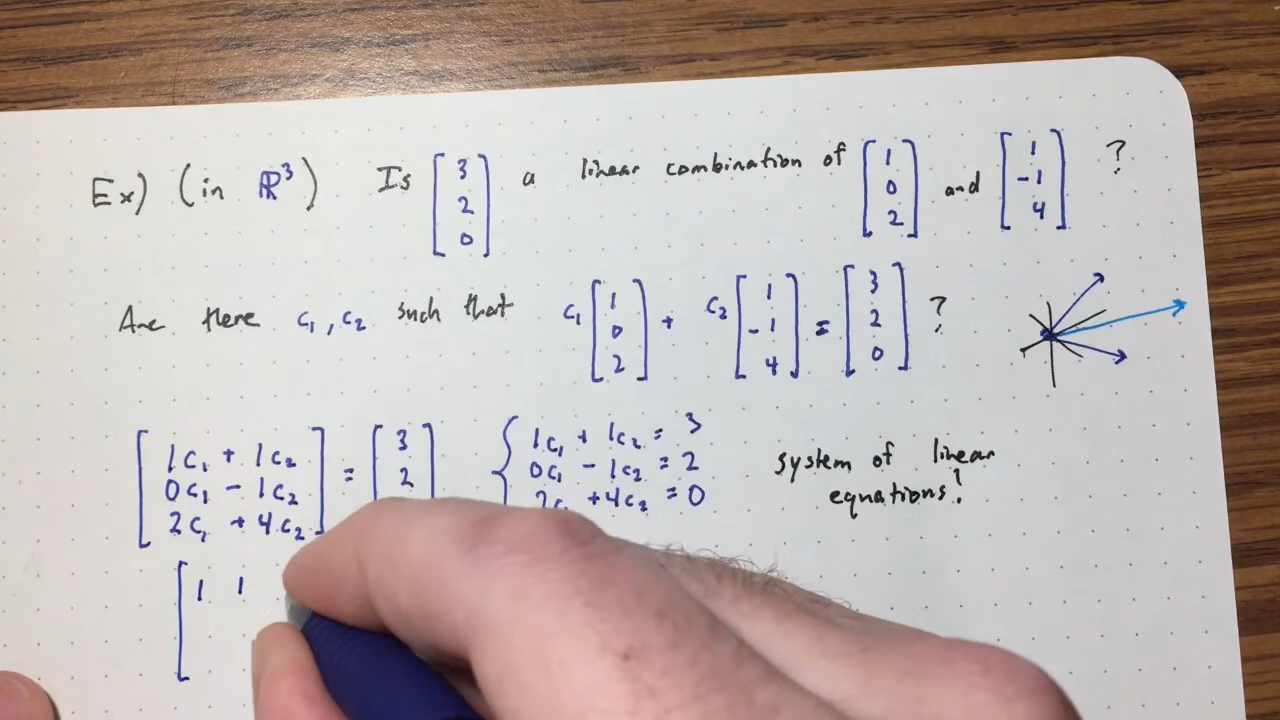 Ex) (in ℝ³) Is [3 2 0] a linear combination of [1 0 2] and [1 -1 4] ?
Are there c₁, c₂ such that c₁ [1 0 2] + c₂ [1 -1 4] = [3 2 0] ?
[1c₁ + 1c₂ = [3 { 1c₁ + 1c₂ = 3 system of linear
0c₁ - 1c₂ 2 0c₁ - 1c₂ = 2 equations!
2c₁ + 4c₂] +4c₂ = 0
[1 1